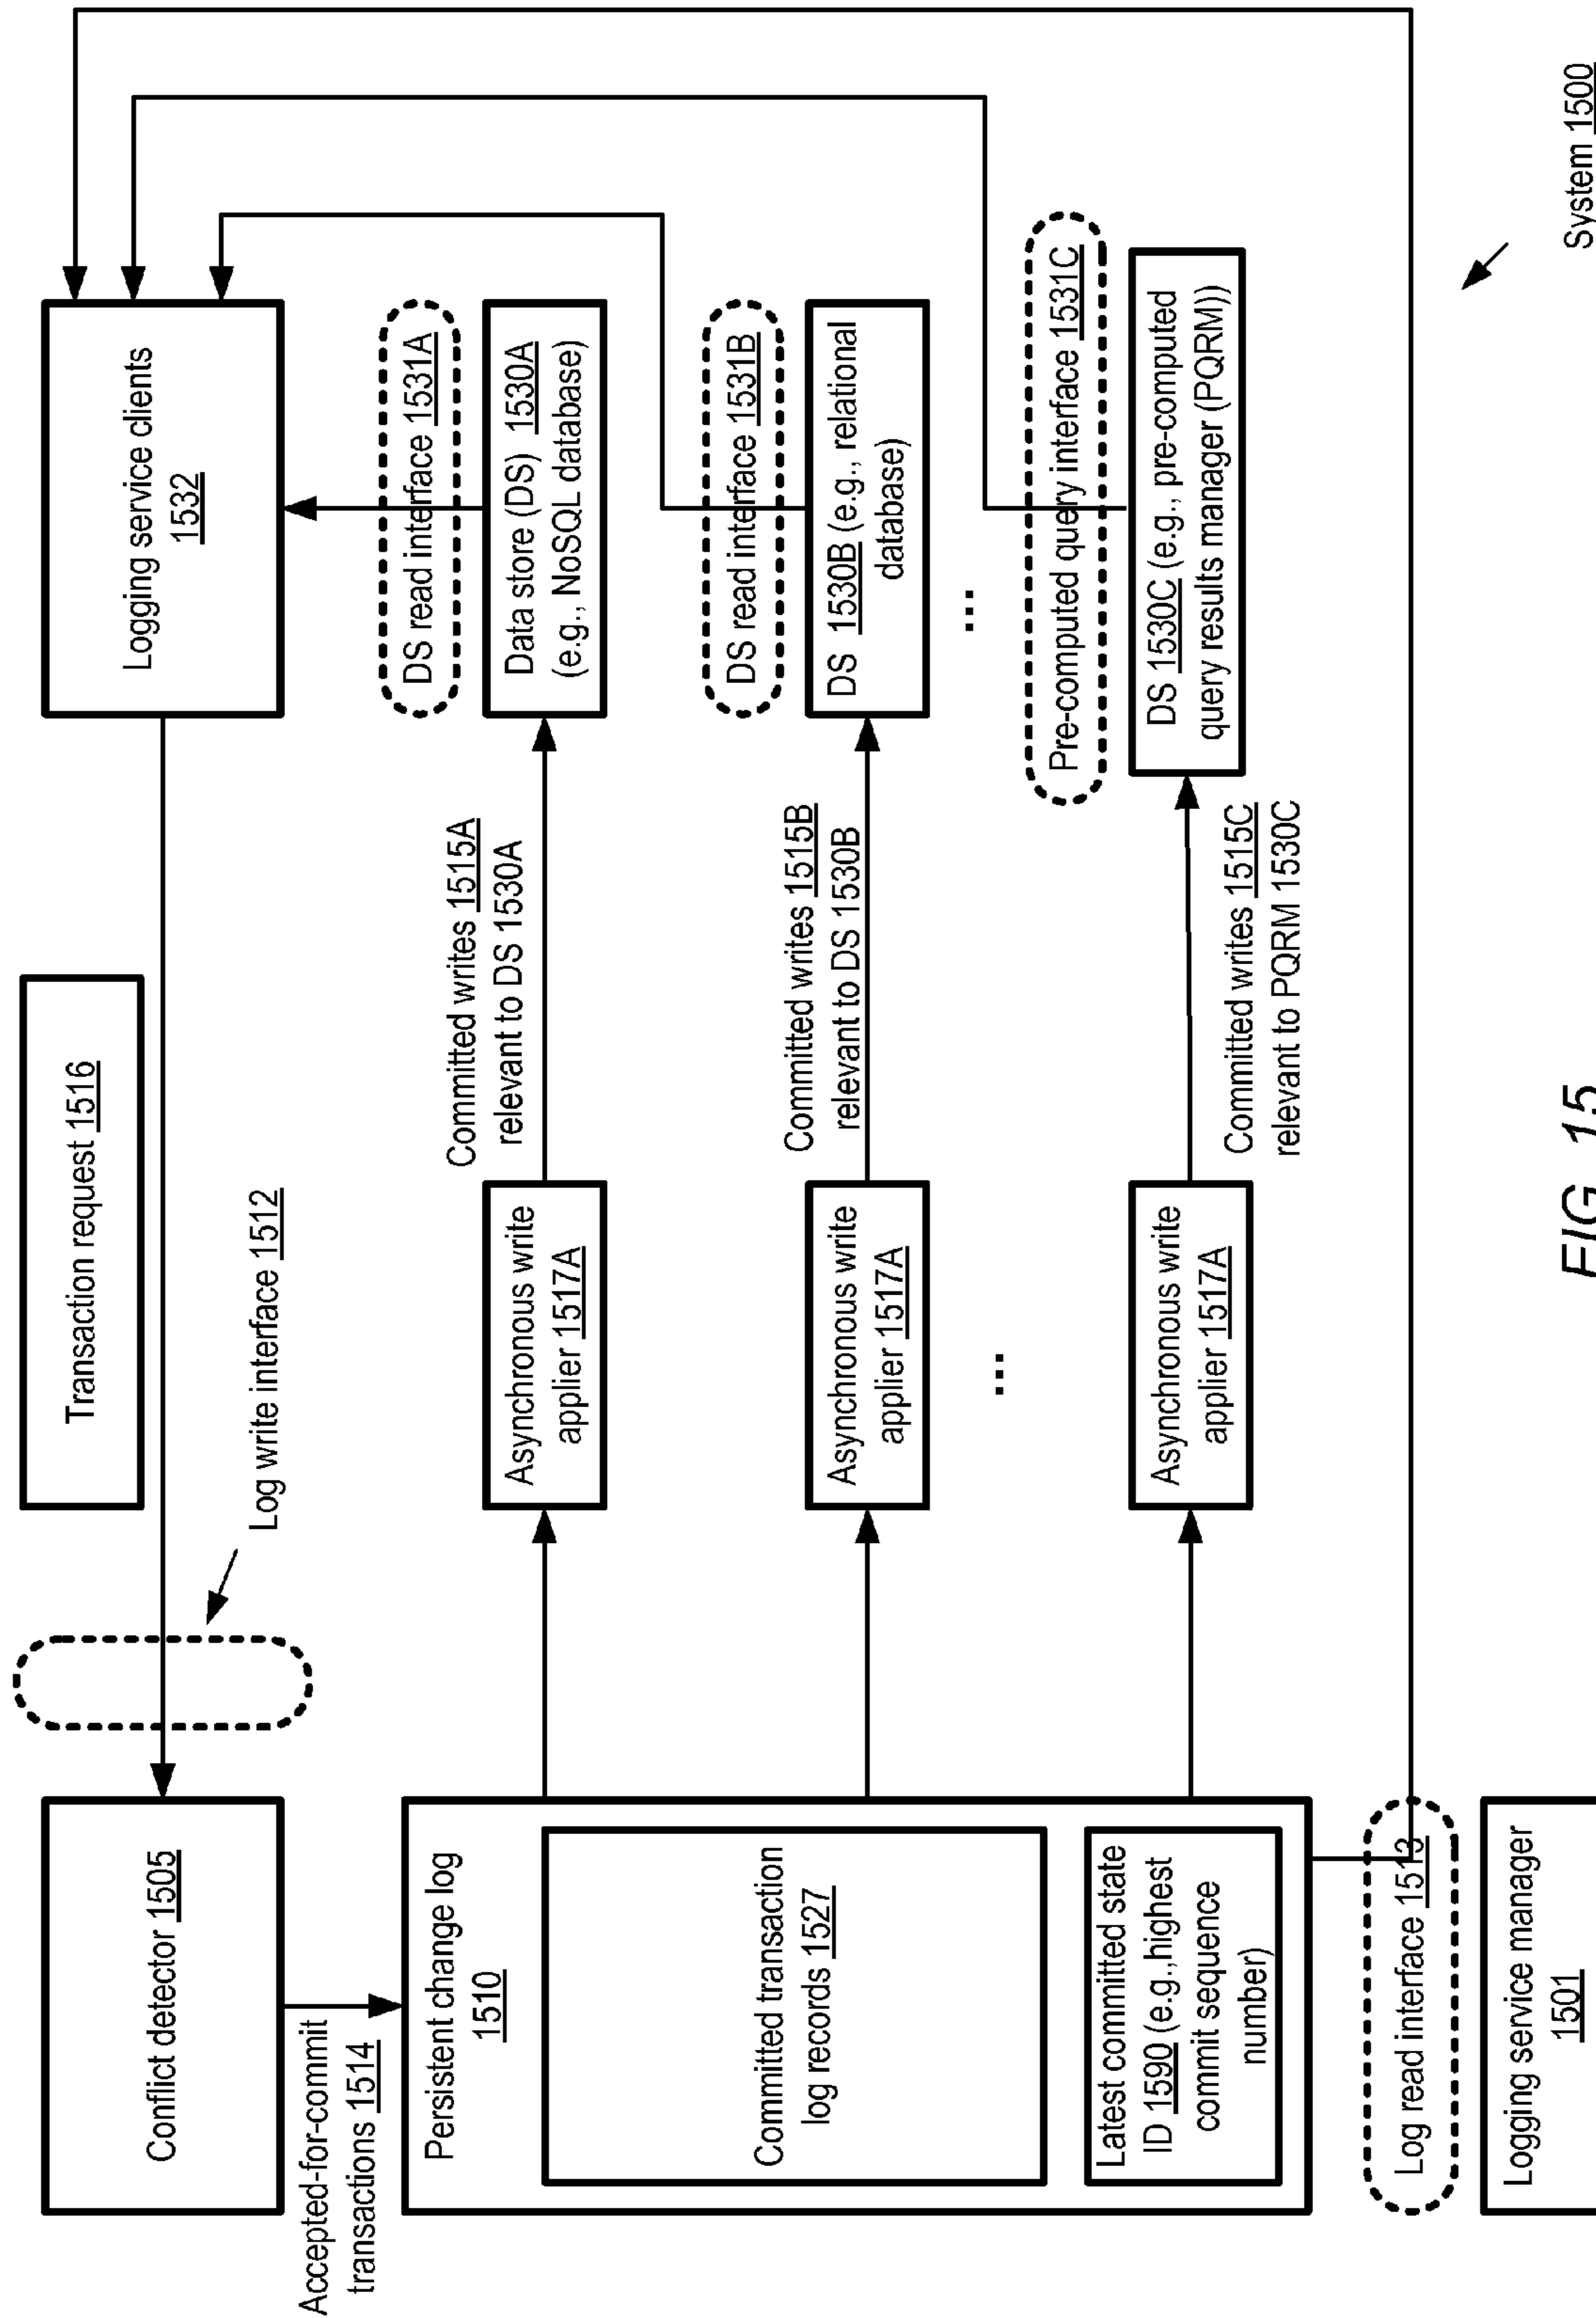 Conflict detector 1505
Log write interface 1512
Transaction request 1516
Logging service clients
1532
Accepted-for-commit
transactions 1514
Persistent change log
1510
Committed transaction
log records 1527
Latest committed state
ID 1590 (e.g.,highest
commit sequence
number)
Asynchronous write
applier 1517A
Committed writes 1515A
relevant to DS 1530A
DS read interface 1531A
Data store (DS) 1530A
(e.g., NoSQL database)
Asynchronous write
applier 1517A
Committed writes 1515B
relevant to DS 1530B
DS read interface 1531B
DS 1530B (e.g., relational
database)
...
...
Asynchronous write
applier 1517A
Committed writes 1515C
relevant to PQRM 1530C
Pre-computed query interface 1531C
DS 1530C (e.g., pre-computed
query results manager (PQRM))
Log read interface 1513
Logging service manager
1501
System 1500
FIG. 15